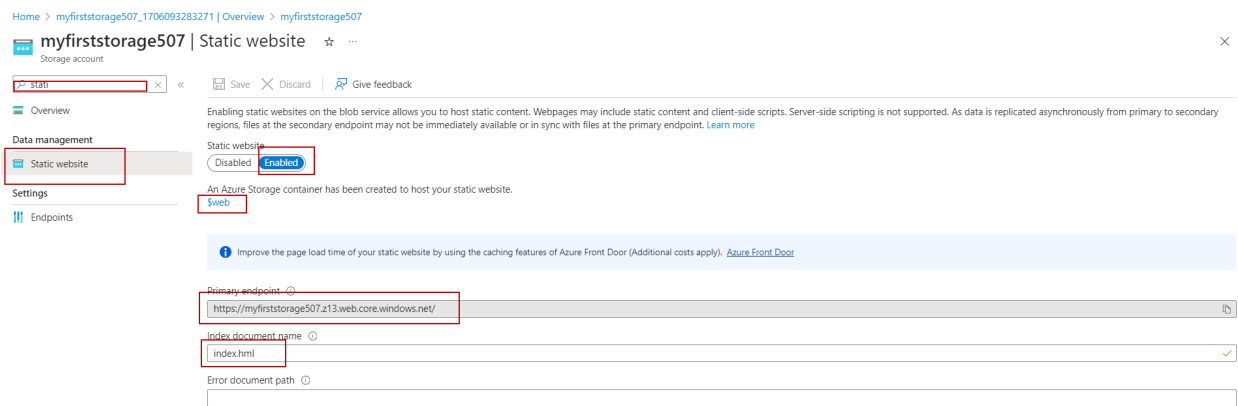 Home > myfirststorage507_1706093283271 | Overview > myfirststorage507
myfirststorage507 | Static website
Storage account
stati
Save Discard Give feedback
Overview
Enabling static websites on the blob service allows you to host static content. Webpages may include static content and client-side scripts. Server-side scripting is not supported. As data is replicated asynchronously from primary to secondary
regions, files at the secondary endpoint may not be immediately available or in sync with files at the primary endpoint. Learn more
Data management
Static website
Disabled Enabled
Static website
An Azure Storage container has been created to host your static website.
Settings
$web
Endpoints
Improve the page load time of your static website by using the caching features of Azure Front Door (Additional costs apply). Azure Front Door
Primary endpoint
https://myfirststorage507.z13.web.core.windows.net/
Index document name
index.hml
Error document path